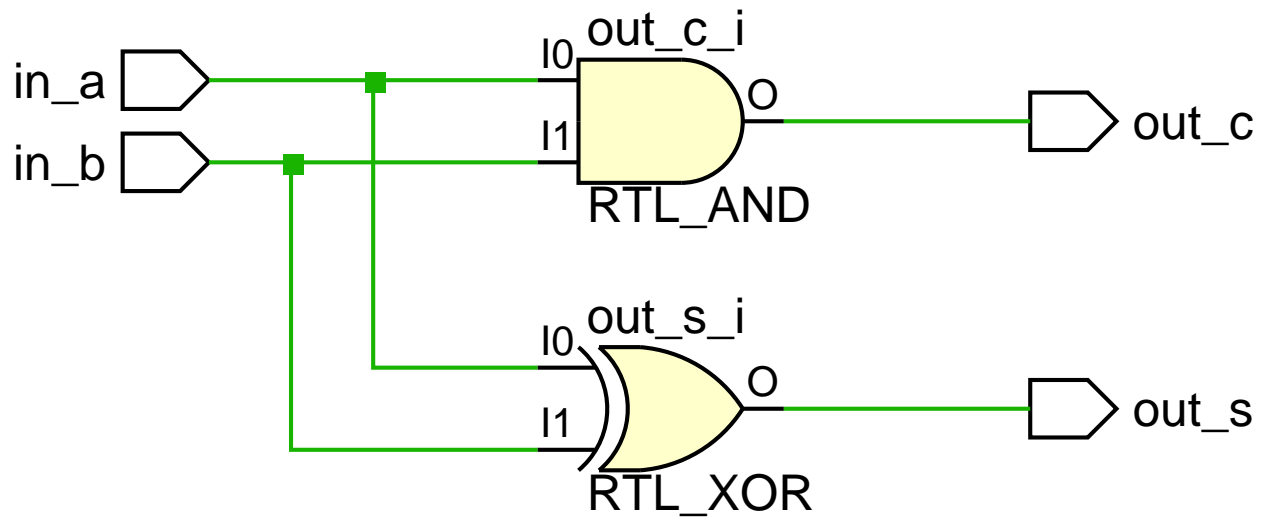 out_c_i
in_a
I0
O
I1
out_c
in_b
RTL_AND
out_s_i
I0
O
I1
out_s
RTL_XOR